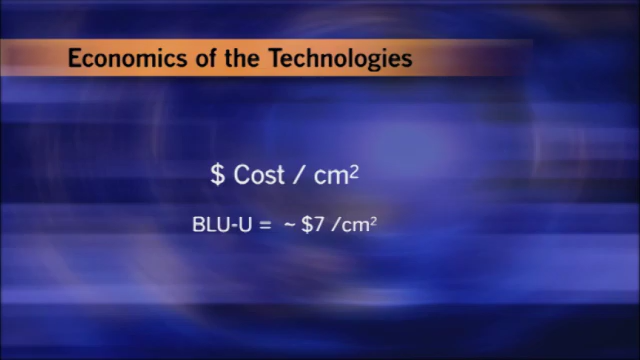 Economics of the Technologies
$ Cost / cm²
BLU-U = ~ $7 /cm²